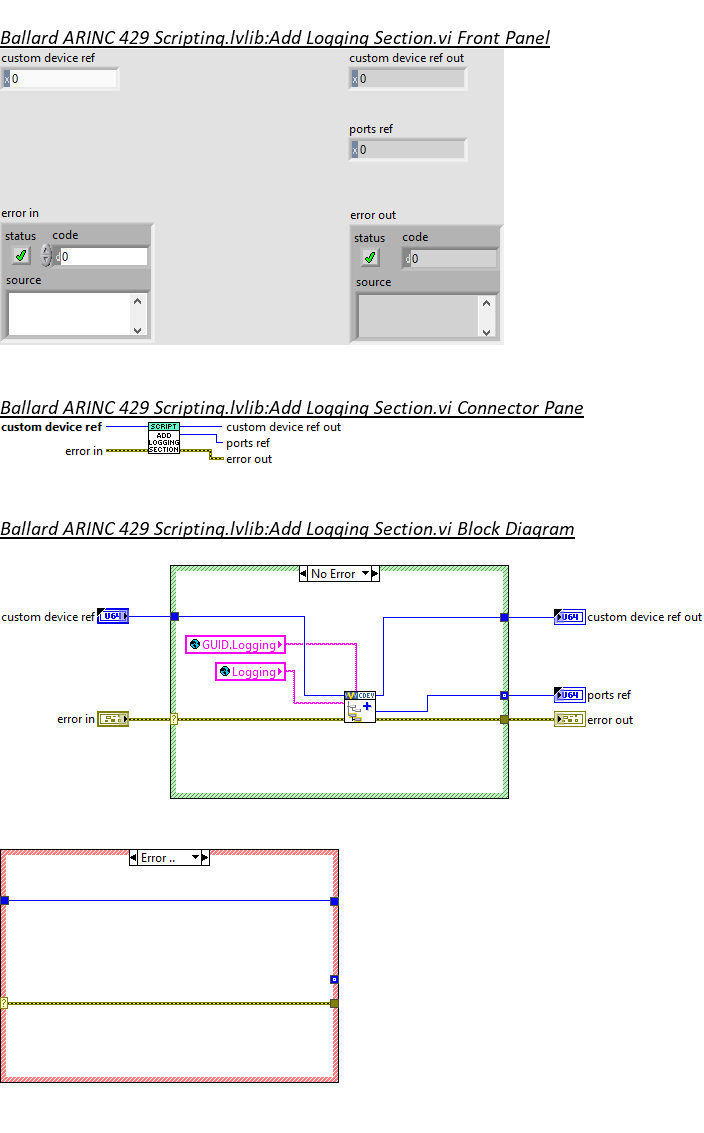 Ballard ARINC 429 Scripting.lvlib:Add Logging Section.vi Front Panel
custom device ref
custom device ref out
x 0
x 0
ports ref
x 0
error in
error out
status code
status code
d 0
d 0
source
source
Ballard ARINC 429 Scripting.lvlib:Add Logging Section.vi Connector Pane
custom device ref
SCRIPT
ADD
LOGGING
SECTION
custom device ref out
ports ref
error in
error out
Ballard ARINC 429 Scripting.lvlib:Add Logging Section.vi Block Diagram
No Error
custom device ref
U64
U64
custom device ref out
GUID.Logging
Logging
CDEV
U64
ports ref
error in
?
error out
Error ..
?